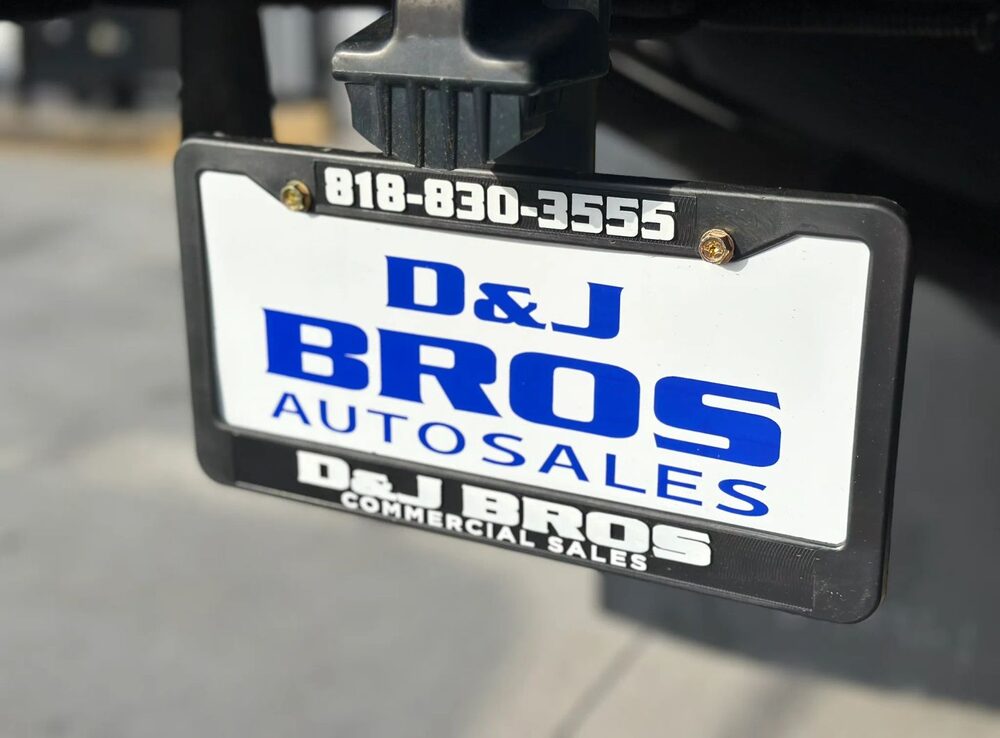 818-830-3555
D&J
BROS
AUTOSALES
D&J BROS
COMMERCIAL SALES